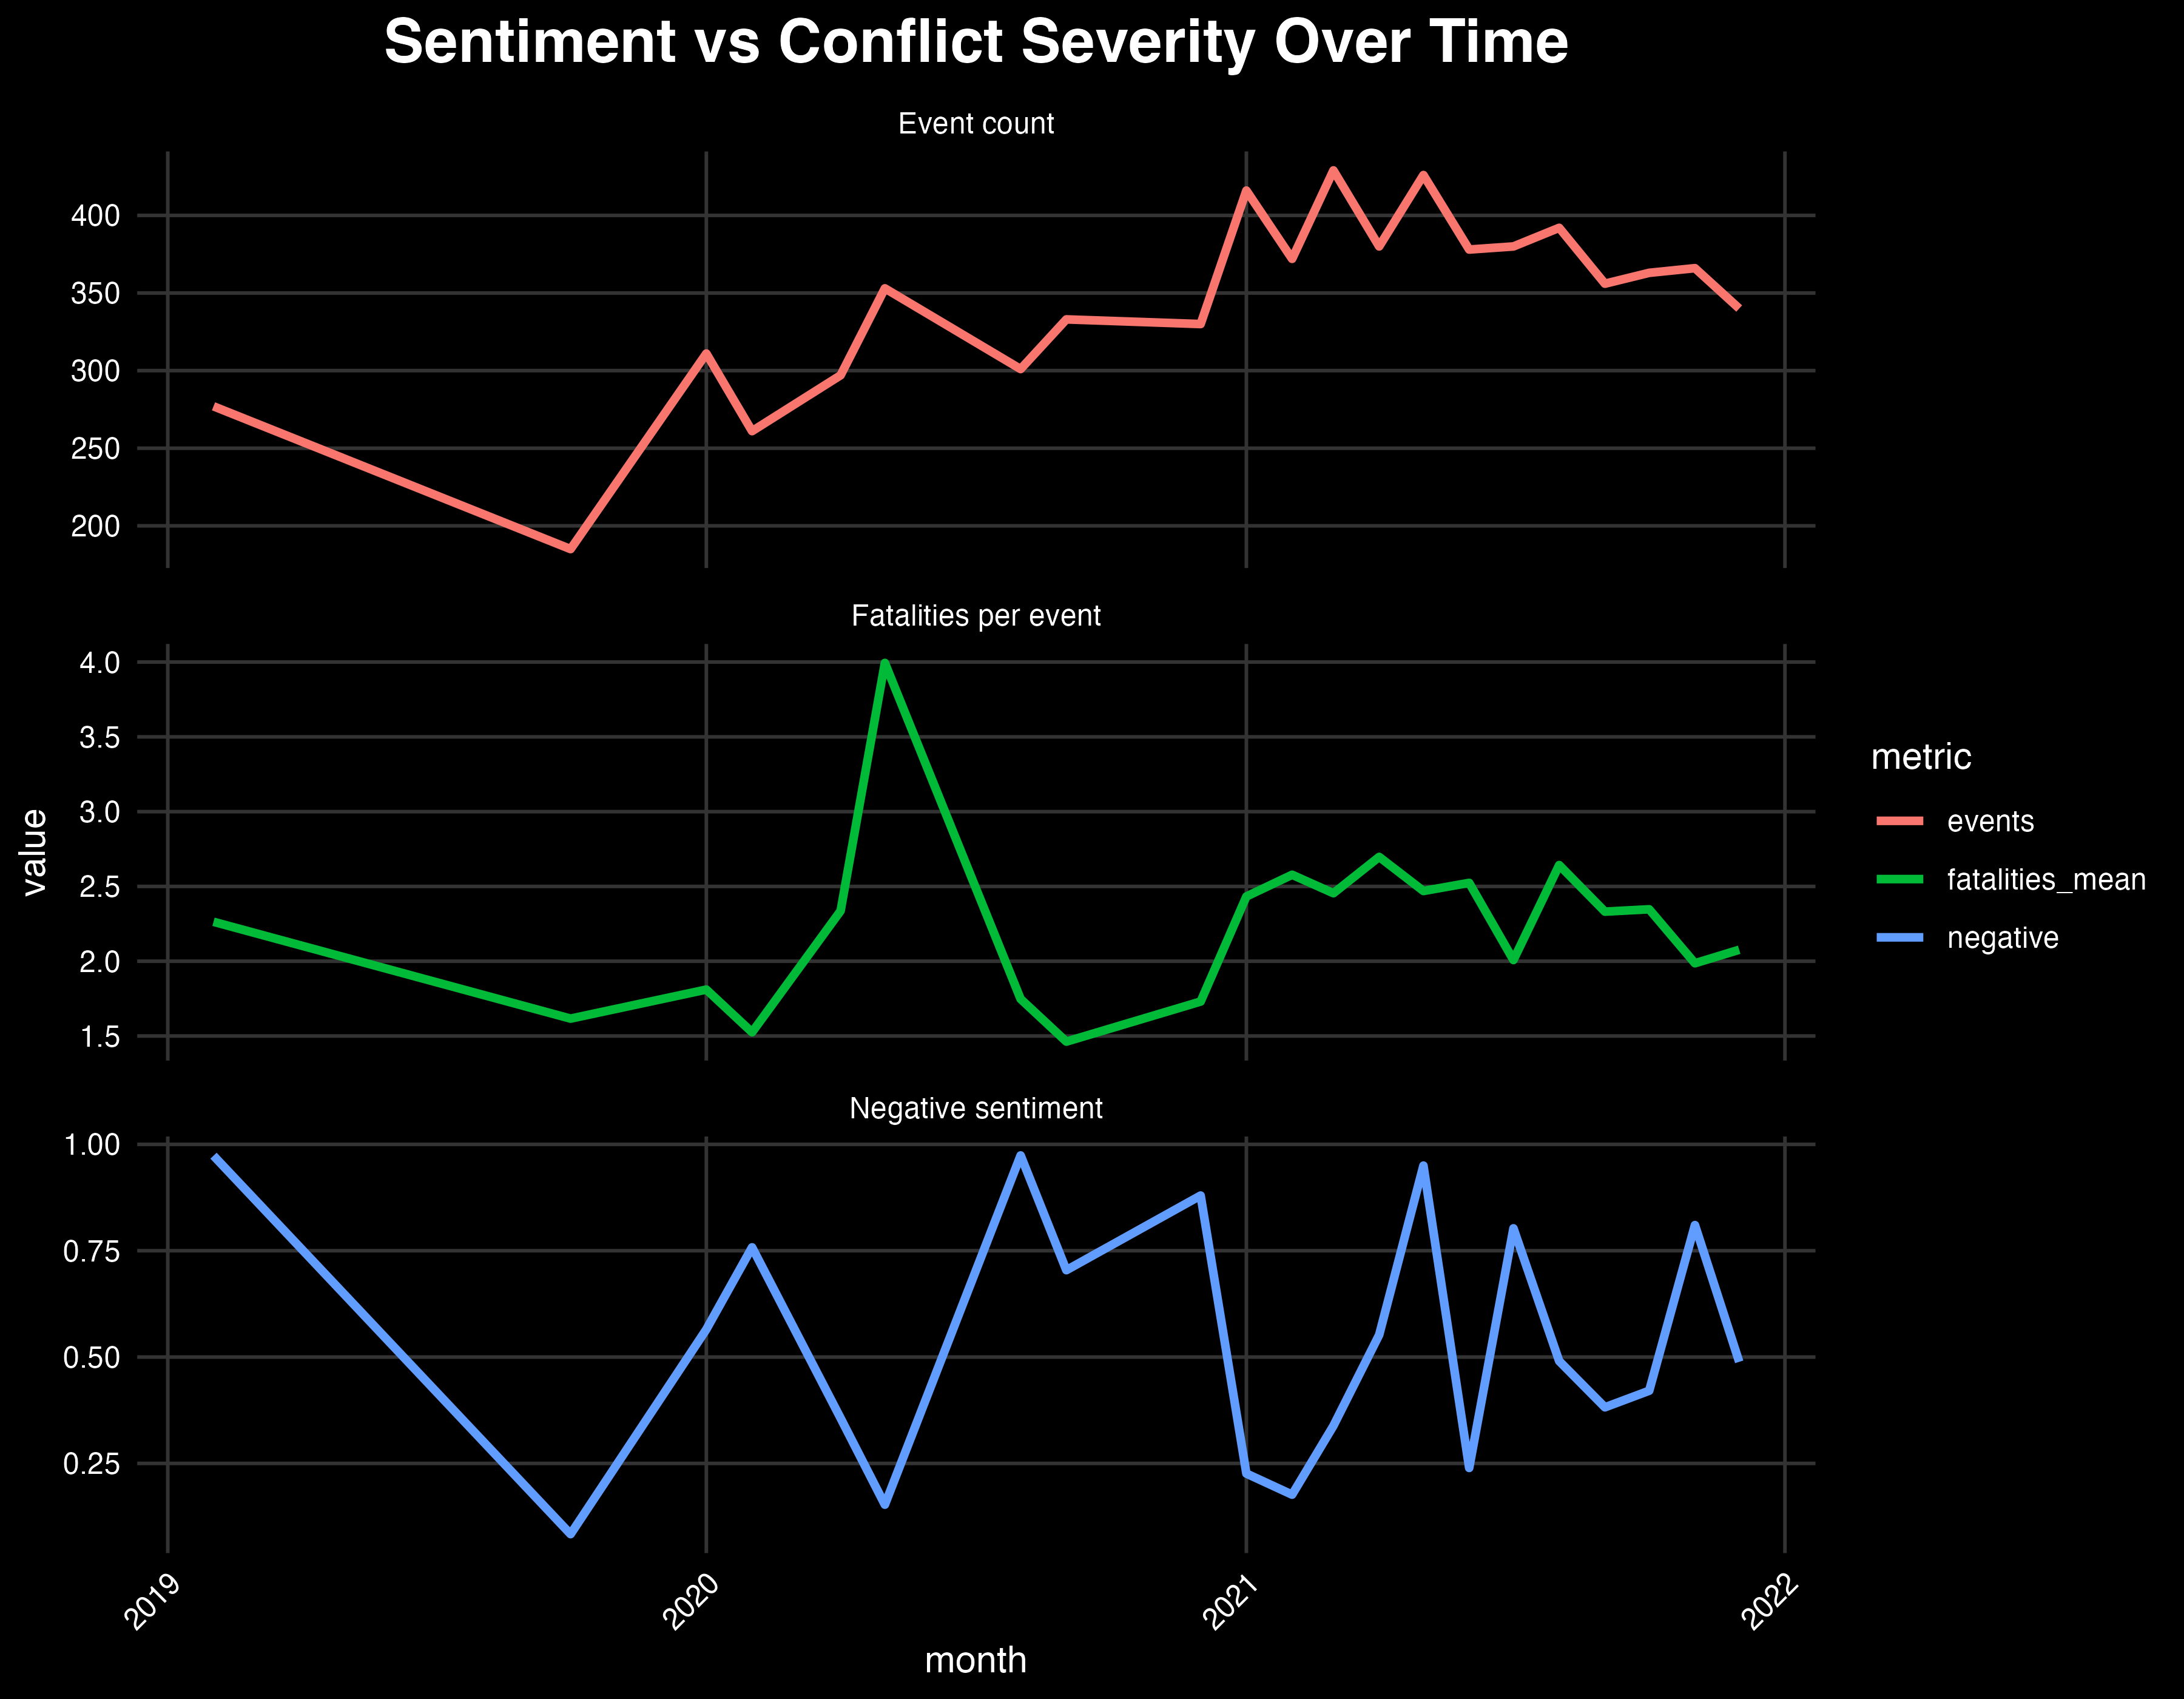 Sentiment vs Conflict Severity Over Time
Event count
400
350
300
250
200
Fatalities per event
4.0
3.5
3.0
2.5
2.0
1.5
value
Negative sentiment
1.00
0.75
0.50
0.25
2019
2020
2021
2022
month
metric
events
fatalities_mean
negative